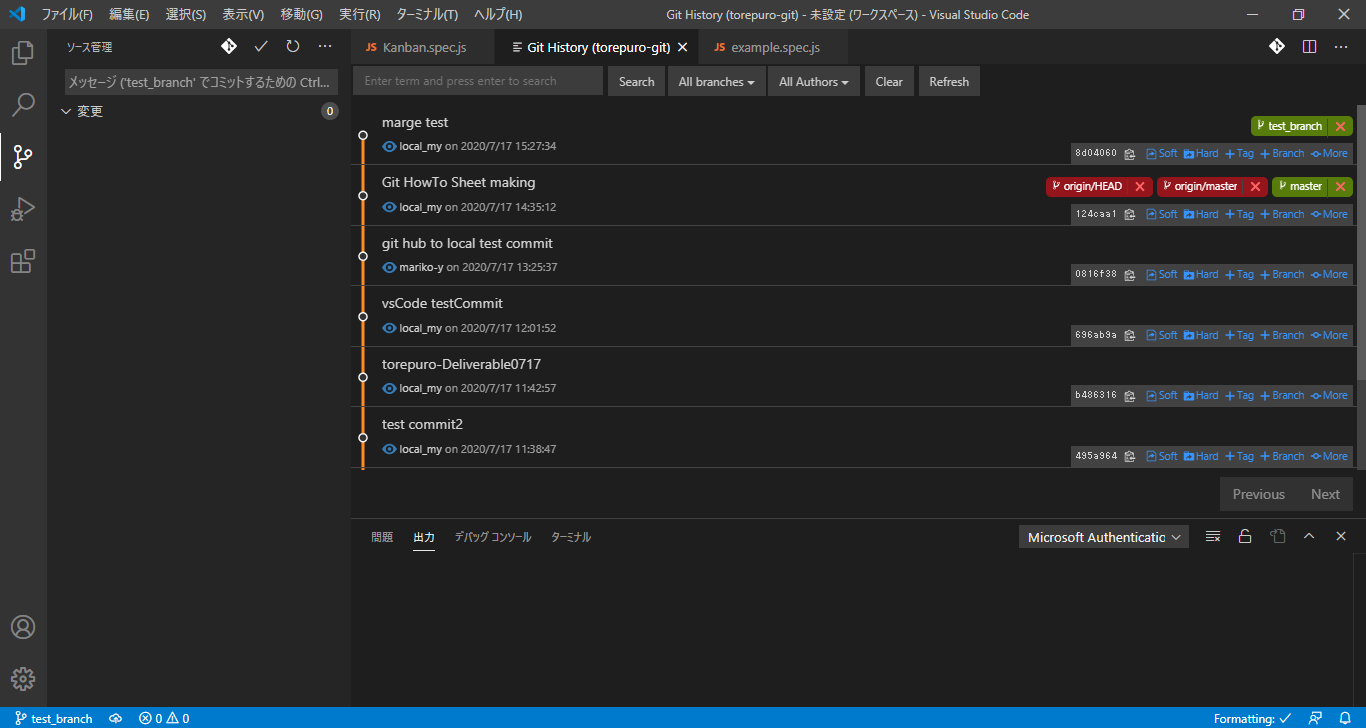 ファイル(F) 編集(E) 選択(S) 表示(V) 移動(G) 実行(R) ターミナル(T) ヘルプ(H) Git History (torepuro-git) - 未設定 (ワークスペース) - Visual Studio Code
ソース管理
JS Kanban.spec.js Git History (torepuro-git) JS example.spec.js
メッセージ ('test_branch' でコミットするための Ctrl...
変更 0
Enter term and press enter to search Search All branches All Authors Clear Refresh
marge test
test_branch
local_my on 2020/7/17 15:27:34
8d04060 Soft Hard Tag Branch More
Git HowTo Sheet making
origin/HEAD origin/master master
local_my on 2020/7/17 14:35:12
124caa1 Soft Hard Tag Branch More
git hub to local test commit
mariko-y on 2020/7/17 13:25:37
0816f38 Soft Hard Tag Branch More
vsCode testCommit
local_my on 2020/7/17 12:01:52
696ab9a Soft Hard Tag Branch More
torepuro-Deliverable0717
local_my on 2020/7/17 11:42:57
b486316 Soft Hard Tag Branch More
test commit2
local_my on 2020/7/17 11:38:47
495a964 Soft Hard Tag Branch More
Previous Next
問題 出力 デバッグ コンソール ターミナル Microsoft Authenticatic
test_branch 0 0 Formatting: ✓